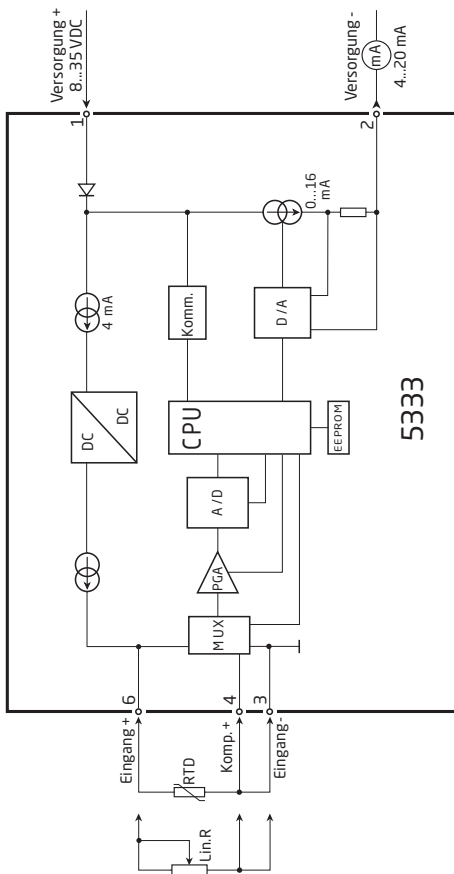 Versorgung +
8...35 VDC
1
Versorgung -
mA
4...20 mA
2
4 mA
0...16
mA
DC
DC
Komm.
D/A
CPU
EEPROM
A/D
PGA
MUX
5333
6
4
3
Eingang +
Komp.+
Eingang-
RTD
Lin.R